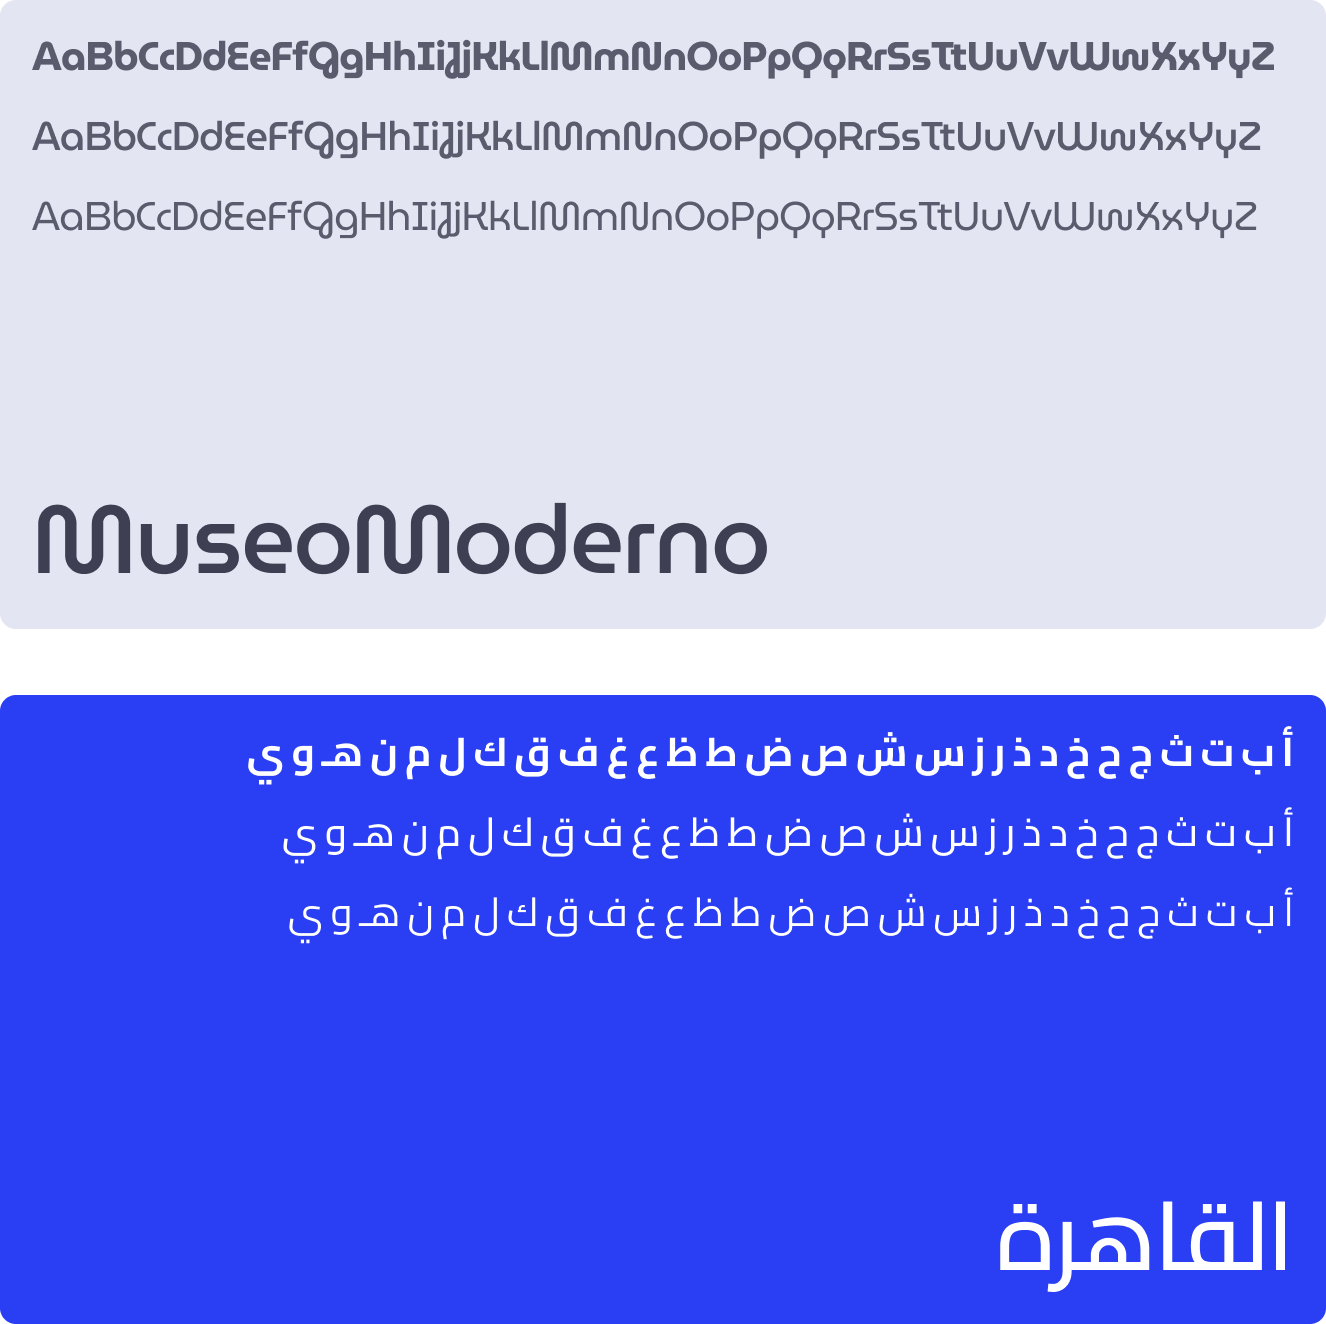 AaBbCcDdEeFfGgHhIiJjKkLlMmNnOoPpQqRrSsTtUuVvWwXxYyZ
AaBbCcDdEeFfGgHhIiJjKkLlMmNnOoPpQqRrSsTtUuVvWwXxYyZ
AaBbCcDdEeFfGgHhIiJjKkLlMmNnOoPpQqRrSsTtUuVvWwXxYyZ
MuseoModerno
أ ب ت ث ج ح خ د ذ ر ز س ش ص ض ط ظ ع غ ف ق ك ل م ن هـ و ي
أ ب ت ث ج ح خ د ذ ر ز س ش ص ض ط ظ ع غ ف ق ك ل م ن هـ و ي
أ ب ت ث ج ح خ د ذ ر ز س ش ص ض ط ظ ع غ ف ق ك ل م ن هـ و ي
القاهرة